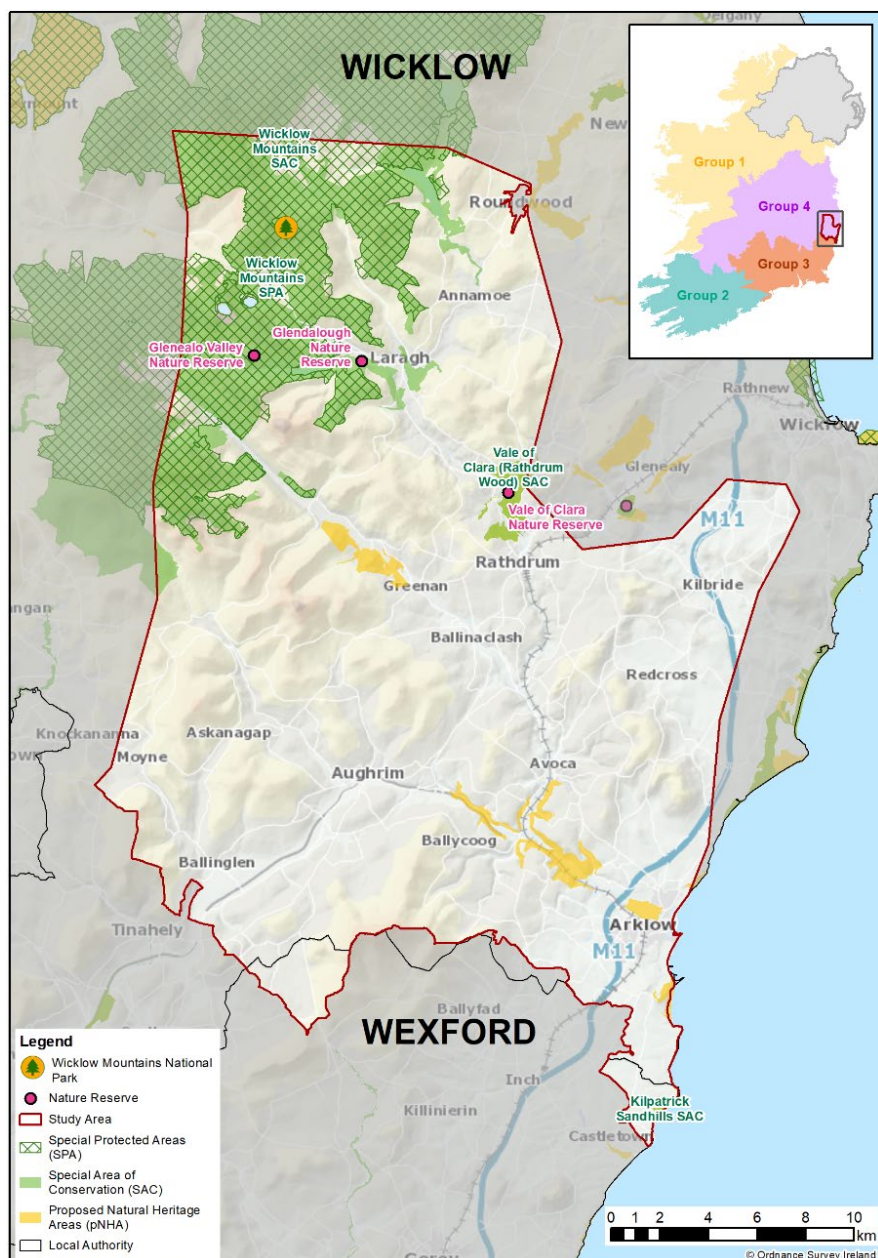 WICKLOW
Delgany
Wicklow
Mountains
SAC
New
Roundwood
Wicklow
Mountains
SPA
Annamoe
Glenealo Valley
Nature Reserve
Glendalough
Nature
Reserve
Laragh
Rathnew
Wicklow
Vale of
Clara (Rathdrum
Wood) SAC
Glenealy
Vale of Clara
Nature Reserve
M11
Rathdrum
Kilbride
Greenan
Ballinaclash
Redcross
Knockananna
Askanagap
Moyne
Avoca
Aughrim
Ballycoog
Ballinglen
Tinahely
Arklow
M11
Ballyfad
WEXFORD
Inch
Killinierin
Kilpatrick
Sandhills SAC
Castletown
Group 1
Group 4
Group 3
Group 2
Legend
Wicklow Mountains National
Park
Nature Reserve
Study Area
Special Protected Areas
(SPA)
Special Area of
Conservation (SAC)
Proposed Natural Heritage
Areas (pNHA)
Local Authority
0 2 4 6 8 10
km
© Ordnance Survey Ireland